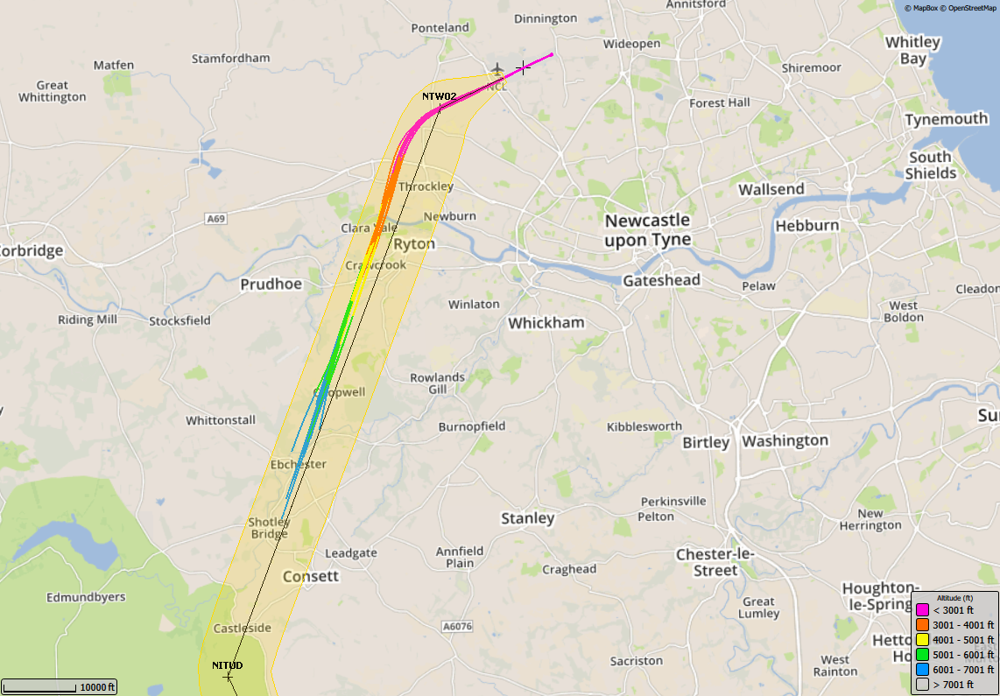 Annitsford
© MapBox © OpenStreetMap
Dinnington
Ponteland
Wideopen
Whitley
Bay
Stamfordham
Matfen
Shiremoor
Great
Whittington
NCL
NTW02
Forest Hall
Tynemouth
South
Shields
Throckley
Wallsend
A69
Newburn
Newcastle
upon Tyne
Clara Vale
Hebburn
Ryton
Corbridge
Crawcrook
Prudhoe
Gateshead
Pelaw
Cleadon
Winlaton
West
Boldon
Riding Mill
Stocksfield
Whickham
Rowlands
Gill
Chopwell
Whittonstall
Burnopfield
Kibblesworth
Birtley
Washington
Ebchester
Perkinsville
Pelton
Stanley
New
Herrington
Shotley
Bridge
Leadgate
Annfield
Plain
Chester-le-
Street
Craghead
Consett
Houghton-
le-Spring
Edmundbyers
Great
Lumley
Castleside
A6076
Sacriston
West
Rainton
NITUD
10000 ft
Altitude (ft)
< 3001 ft
3001 - 4001 ft
4001 - 5001 ft
5001 - 6001 ft
6001 - 7001 ft
> 7001 ft